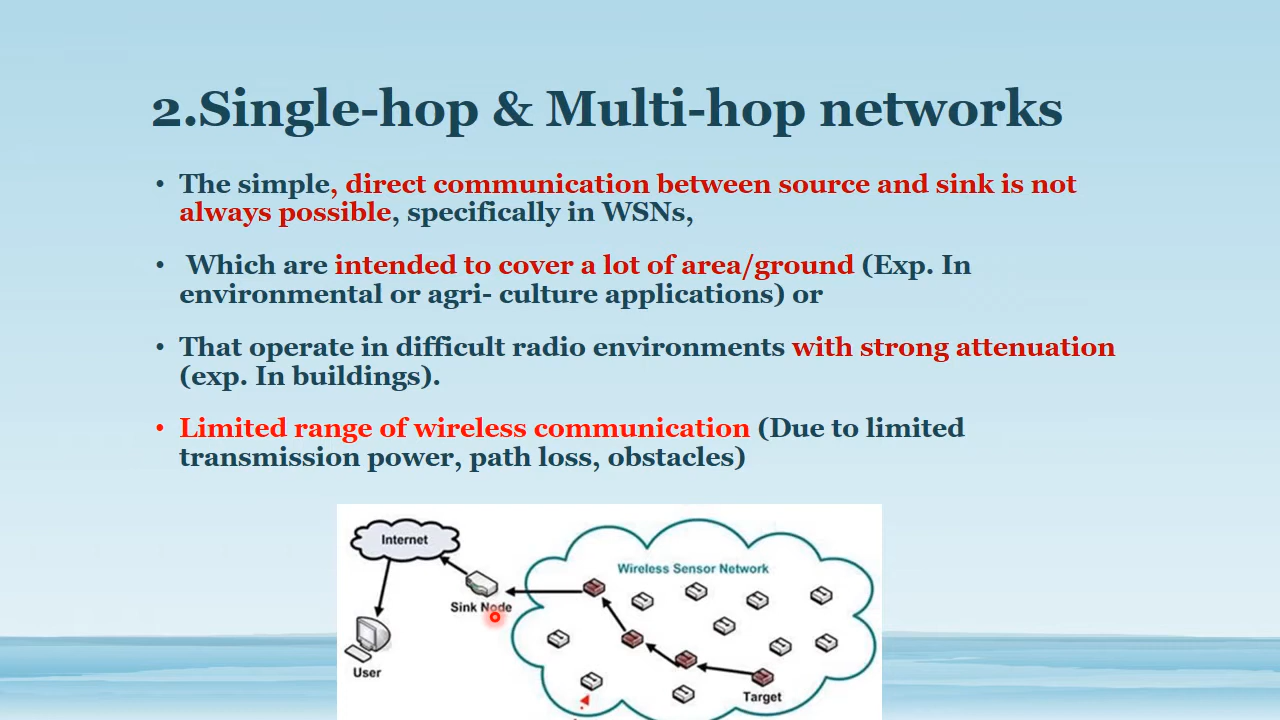 2.Single-hop & Multi-hop networks
• The simple, direct communication between source and sink is not
always possible, specifically in WSNs,
• Which are intended to cover a lot of area/ground (Exp. In
environmental or agri- culture applications) or
• That operate in difficult radio environments with strong attenuation
(exp. In buildings).
• Limited range of wireless communication (Due to limited
transmission power, path loss, obstacles)
Internet
Wireless Sensor Network
Sink Node
User
Target